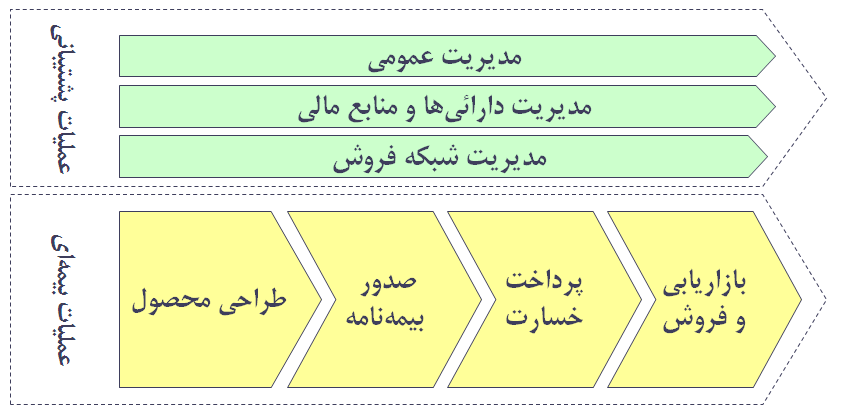 عملیات پشتیبانی
مدیریت عمومی
مدیریت دارائی‌ها و منابع مالی
مدیریت شبکه فروش
عملیات بیمه‌ای
طراحی محصول
صدور
بیمه‌نامه
پرداخت
خسارت
بازاریابی
و فروش